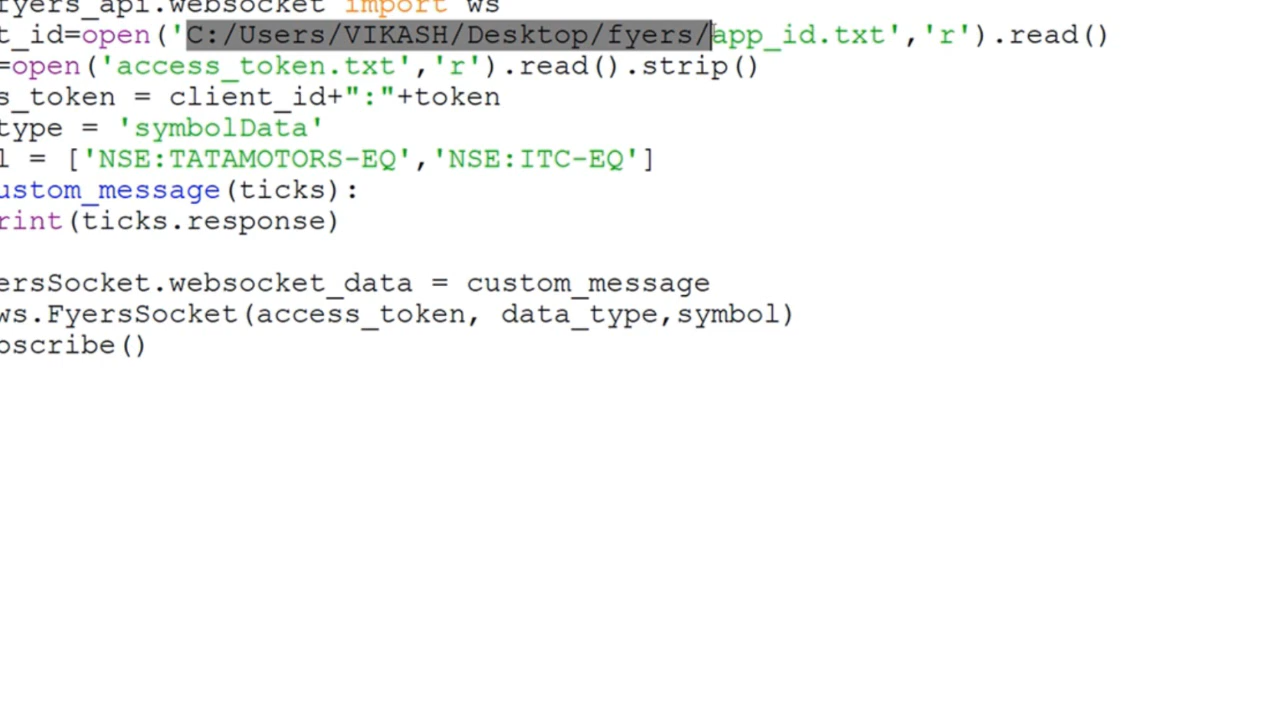 fyers_api.websocket import ws
t_id=open('C:/Users/VIKASH/Desktop/fyers/app_id.txt','r').read()
=open('access_token.txt','r').read().strip()
s_token = client_id+":"+token
type = 'symbolData'
l = ['NSE:TATAMOTORS-EQ','NSE:ITC-EQ']
ustom_message(ticks):
rint(ticks.response)
ersSocket.websocket_data = custom_message
ws.FyersSocket(access_token, data_type,symbol)
bscribe()